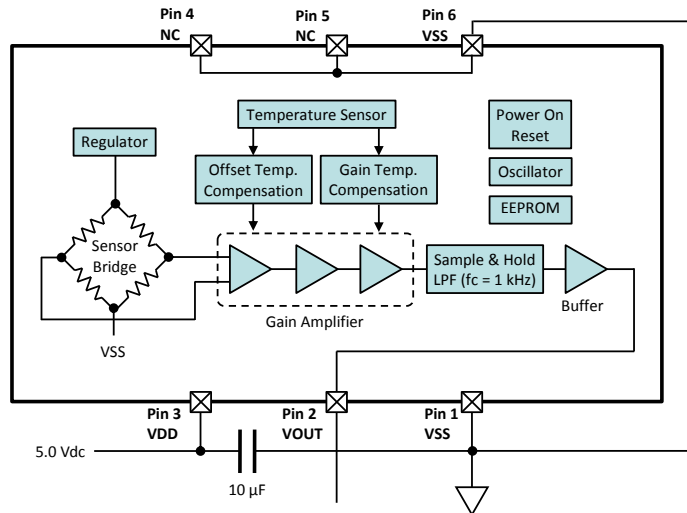 Pin 4
NC
Pin 5
NC
Pin 6
VSS
Temperature Sensor
Power On
Reset
Regulator
Offset Temp.
Compensation
Gain Temp.
Compensation
Oscillator
EEPROM
Sensor
Bridge
Sample & Hold
LPF (fc = 1 kHz)
Buffer
Gain Amplifier
VSS
Pin 3
VDD
Pin 2
VOUT
Pin 1
VSS
5.0 Vdc
10 µF